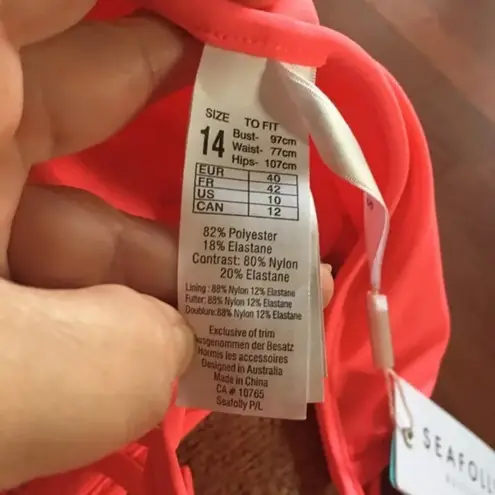 SIZE TO FIT
14 Bust- 97cm
Waist- 77cm
Hips- 107cm
EUR 40
FR 42
US 10
CAN 12
82% Polyester
18% Elastane
Contrast: 80% Nylon
20% Elastane
Lining : 88% Nylon 12% Elastane
Futter: 88% Nylon 12% Elastane
Doublure:88% Nylon 12% Elastane
Exclusive of trim
ausgenommen der Besatz
Hormis les accessoires
Designed in Australia
Made in China
CA # 10765
Seafolly P/L
SEAFOLL